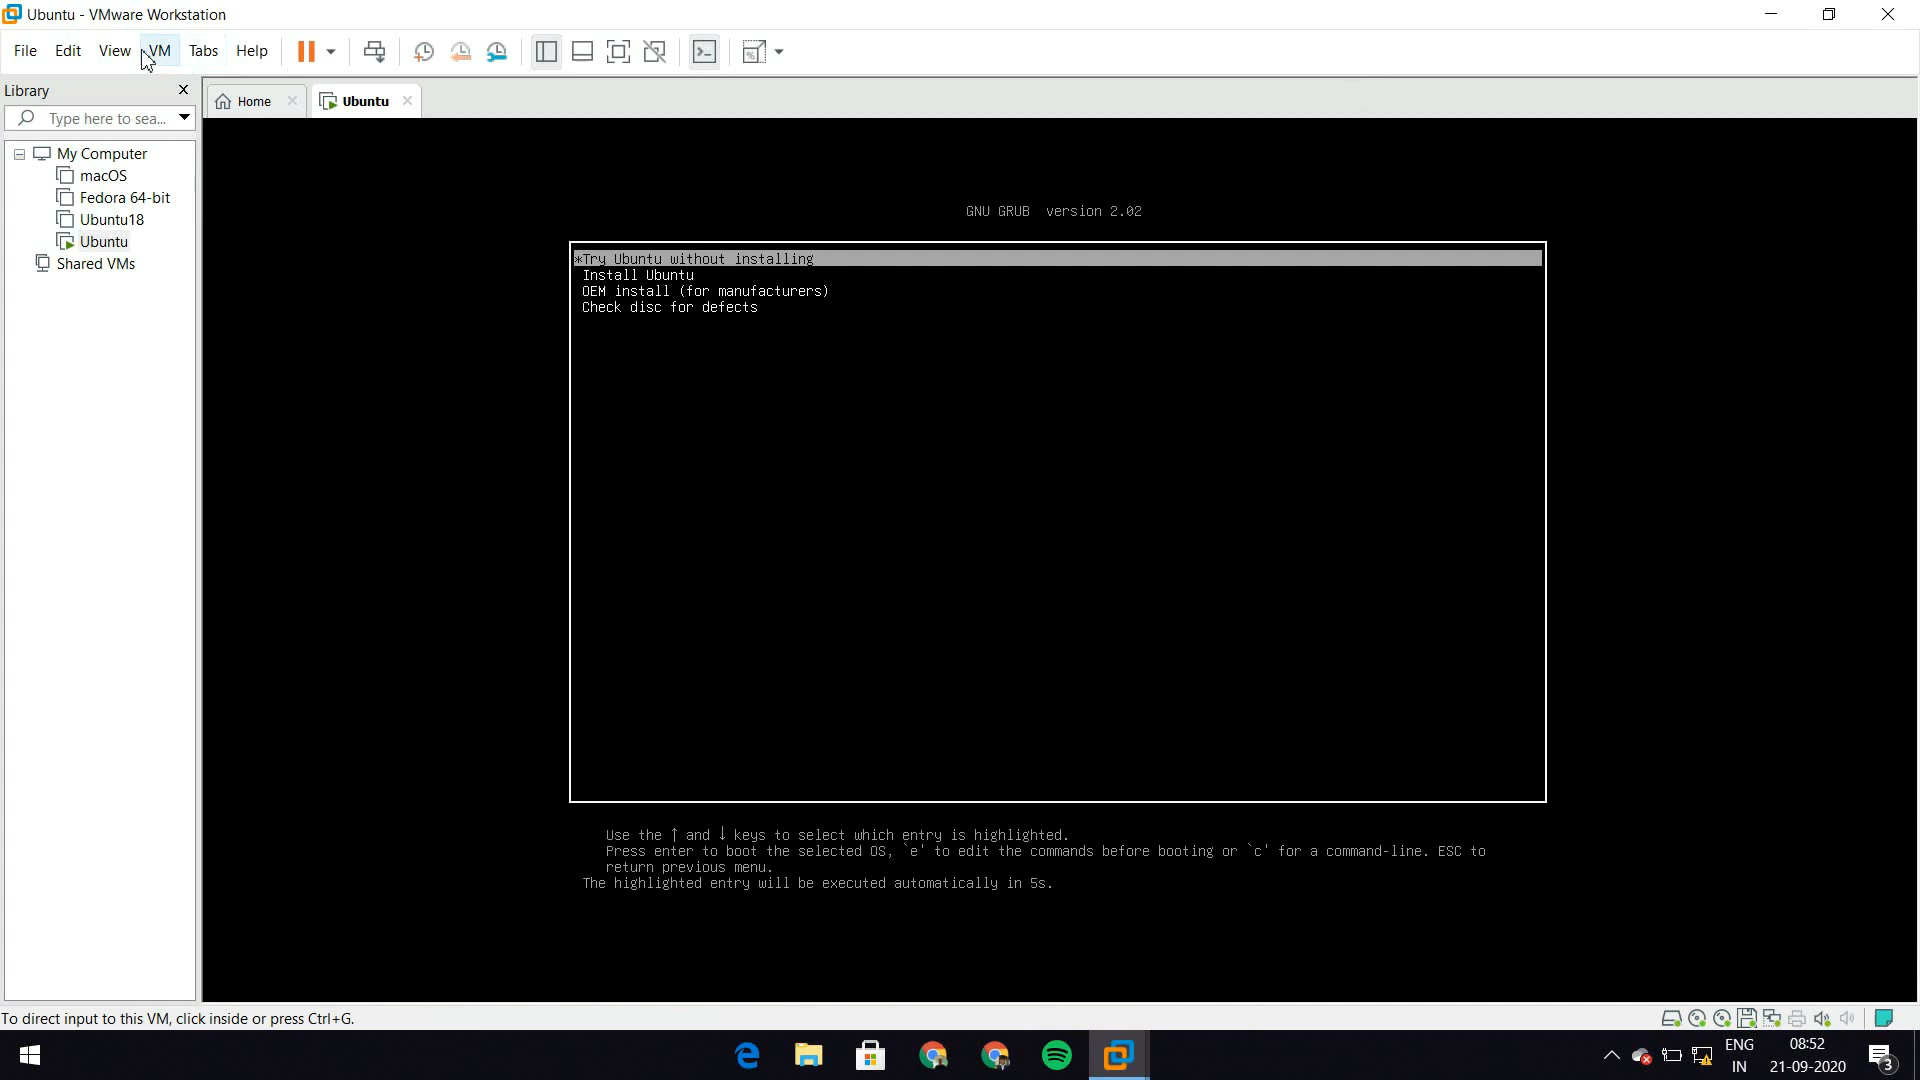 Ubuntu - VMware Workstation
File Edit View VM Tabs Help
Library
Type here to sea...
Home
Ubuntu
My Computer
macOS
Fedora 64-bit
Ubuntu18
Ubuntu
Shared VMs
GNU GRUB version 2.02
*Try Ubuntu without installing
Install Ubuntu
OEM install (for manufacturers)
Check disc for defects
Use the ↑ and ↓ keys to select which entry is highlighted.
Press enter to boot the selected OS, `e' to edit the commands before booting or `c' for a command-line. ESC to
return previous menu.
The highlighted entry will be executed automatically in 5s.
To direct input to this VM, click inside or press Ctrl+G.
ENG
IN
08:52
21-09-2020
3